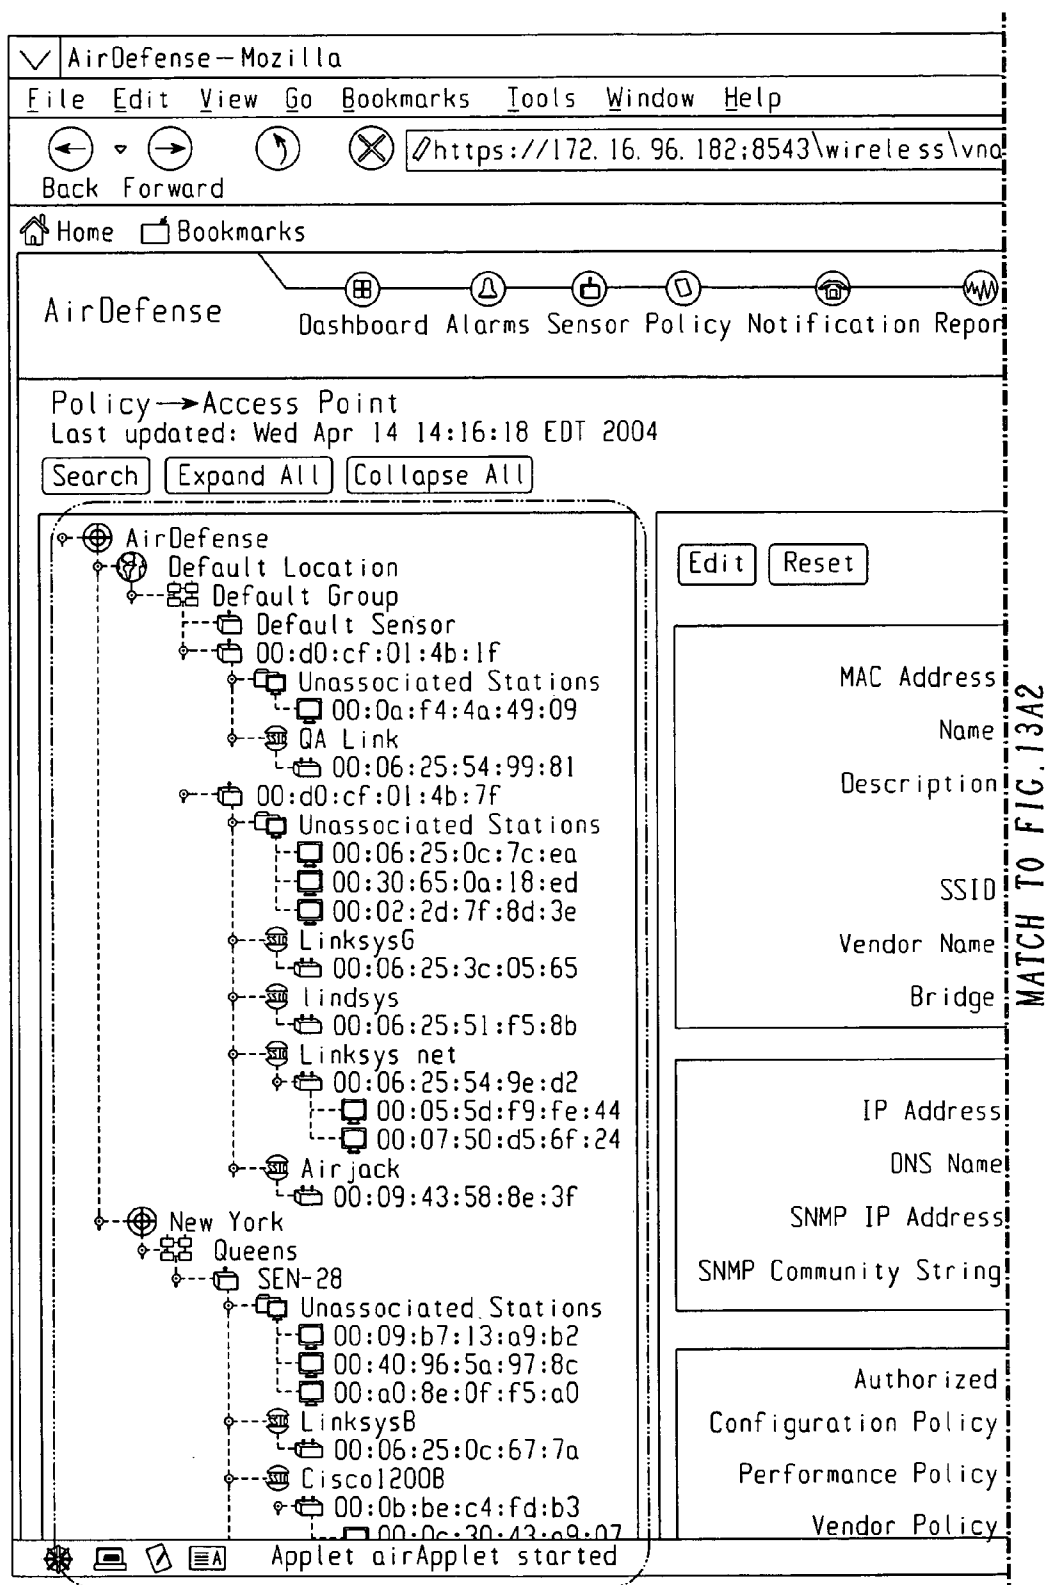 AirDefense—Mozilla
File Edit View Go Bookmarks Tools Window Help
https://172.16.96.182;8543\wireless\vna
Back Forward
Home Bookmarks
AirDefense
Dashboard Alarms Sensor Policy Notification Repor
Policy→Access Point
Last updated: Wed Apr 14 14:16:18 EDT 2004
Search Expand All Collapse All
AirDefense
Default Location
Default Group
Default Sensor
00:d0:cf:01:4b:1f
Unassociated Stations
00:0a:f4:4a:49:09
QA Link
00:06:25:54:99:81
00:d0:cf:01:4b:7f
Unassociated Stations
00:06:25:0c:7c:ea
00:30:65:0a:18:ed
00:02:2d:7f:8d:3e
LinksysG
00:06:25:3c:05:65
lindsys
00:06:25:51:f5:8b
Linksys net
00:06:25:54:9e:d2
00:05:5d:f9:fe:44
00:07:50:d5:6f:24
Airjack
00:09:43:58:8e:3f
New York
Queens
SEN-28
Unassociated Stations
00:09:b7:13:a9:b2
00:40:96:5a:97:8c
00:a0:8e:0f:f5:a0
LinksysB
00:06:25:0c:67:7a
Cisco1200B
00:0b:be:c4:fd:b3
00:0c:30:43:a9:07
Edit Reset
MAC Address
Name
Description
SSID
Vendor Name
Bridge
IP Address
DNS Name
SNMP IP Address
SNMP Community String
Authorized
Configuration Policy
Performance Policy
Vendor Policy
A Applet airApplet started
MATCH TO FIG.13A2